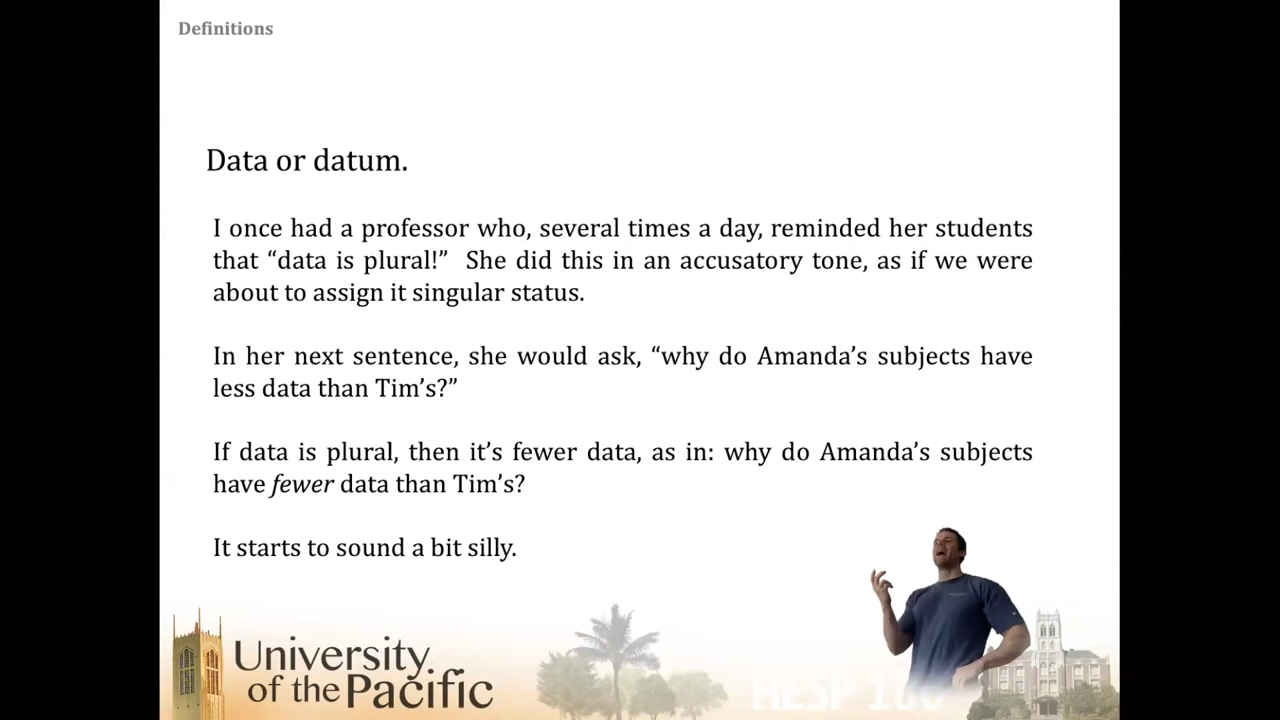 Definitions
Data or datum.
I once had a professor who, several times a day, reminded her students
that “data is plural!”  She did this in an accusatory tone, as if we were
about to assign it singular status.
In her next sentence, she would ask, “why do Amanda’s subjects have
less data than Tim’s?”
If data is plural, then it’s fewer data, as in: why do Amanda’s subjects
have fewer data than Tim’s?
It starts to sound a bit silly.
University
of the Pacific